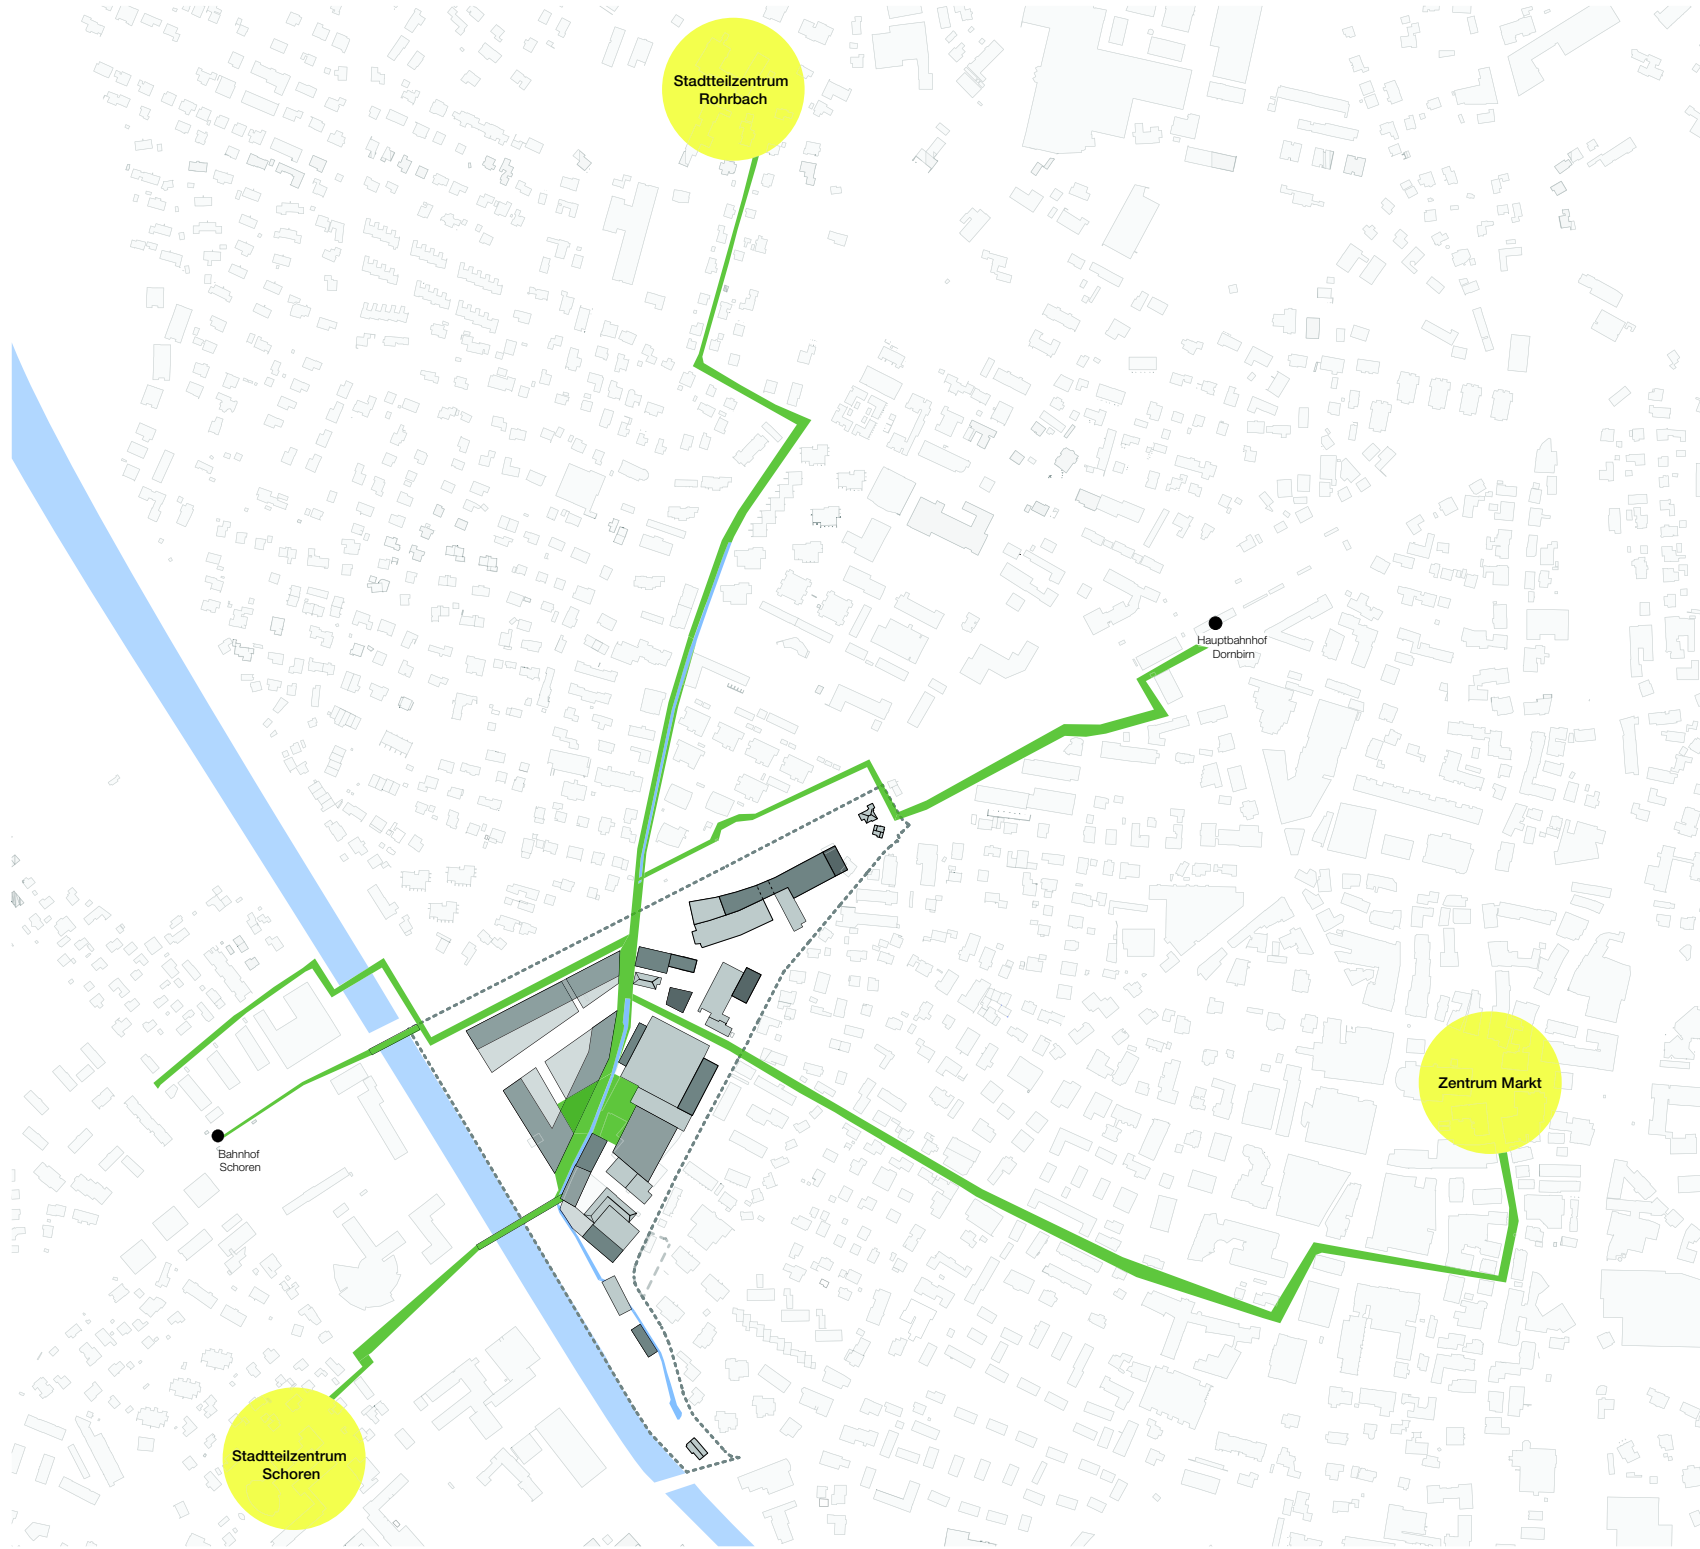 Stadtteilzentrum
Rohrbach
Hauptbahnhof
Dornbirn
Zentrum Markt
Bahnhof
Schoren
Stadtteilzentrum
Schoren